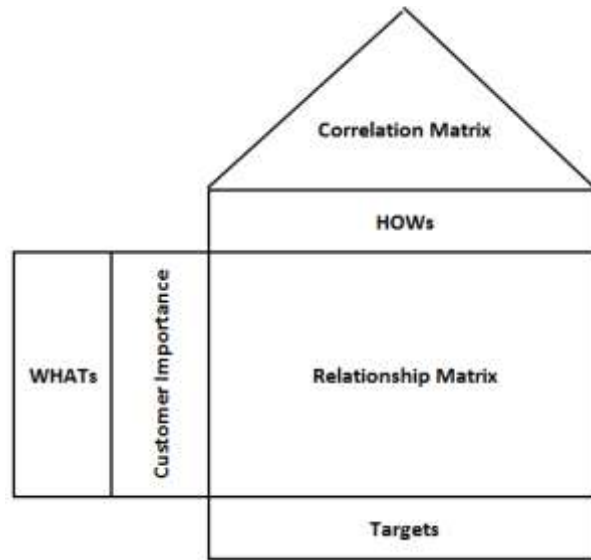 Correlation Matrix
HOWs
WHATs
Customer Importance
Relationship Matrix
Targets